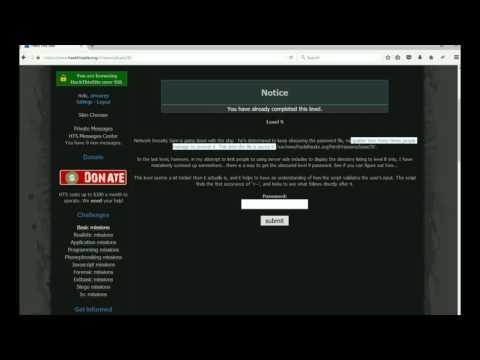 You are browsing
HackThisSite over SSL
Hello,
Settings - Logout
Skin Chooser
Private Messages
HTS Messages Center
You have 0 new messages.
Donate
DONATE
HTS costs up to $300 a month to
operate. We need your help!
Challenges
Basic missions
Realistic missions
Application missions
Programming missions
Phonephreaking missions
Javascript missions
Forensic missions
Extbasic missions
Stego missions
Irc missions
Get Informed
Search
Notice
You have already completed this level.
Level 9
Network Security Sam is going down with the ship - he's determined to keep obscuring the password file, no matter how many times people
manage to recover it. This time the file is saved in /var/www/hackthissite.org/html/missions/basic/9/.
In the last level, however, in my attempt to limit people to using server side includes to display the directory listing to level 8 only, I have
mistakenly screwed up somewhere... there is a way to get the obscured level 9 password. See if you can figure out how...
This level seems a lot trickier than it actually is, and it helps to have an understanding of how the script validates the user's input. The script
finds the first occurance of '<--', and looks to see what follows directly after it.
Password:
submit